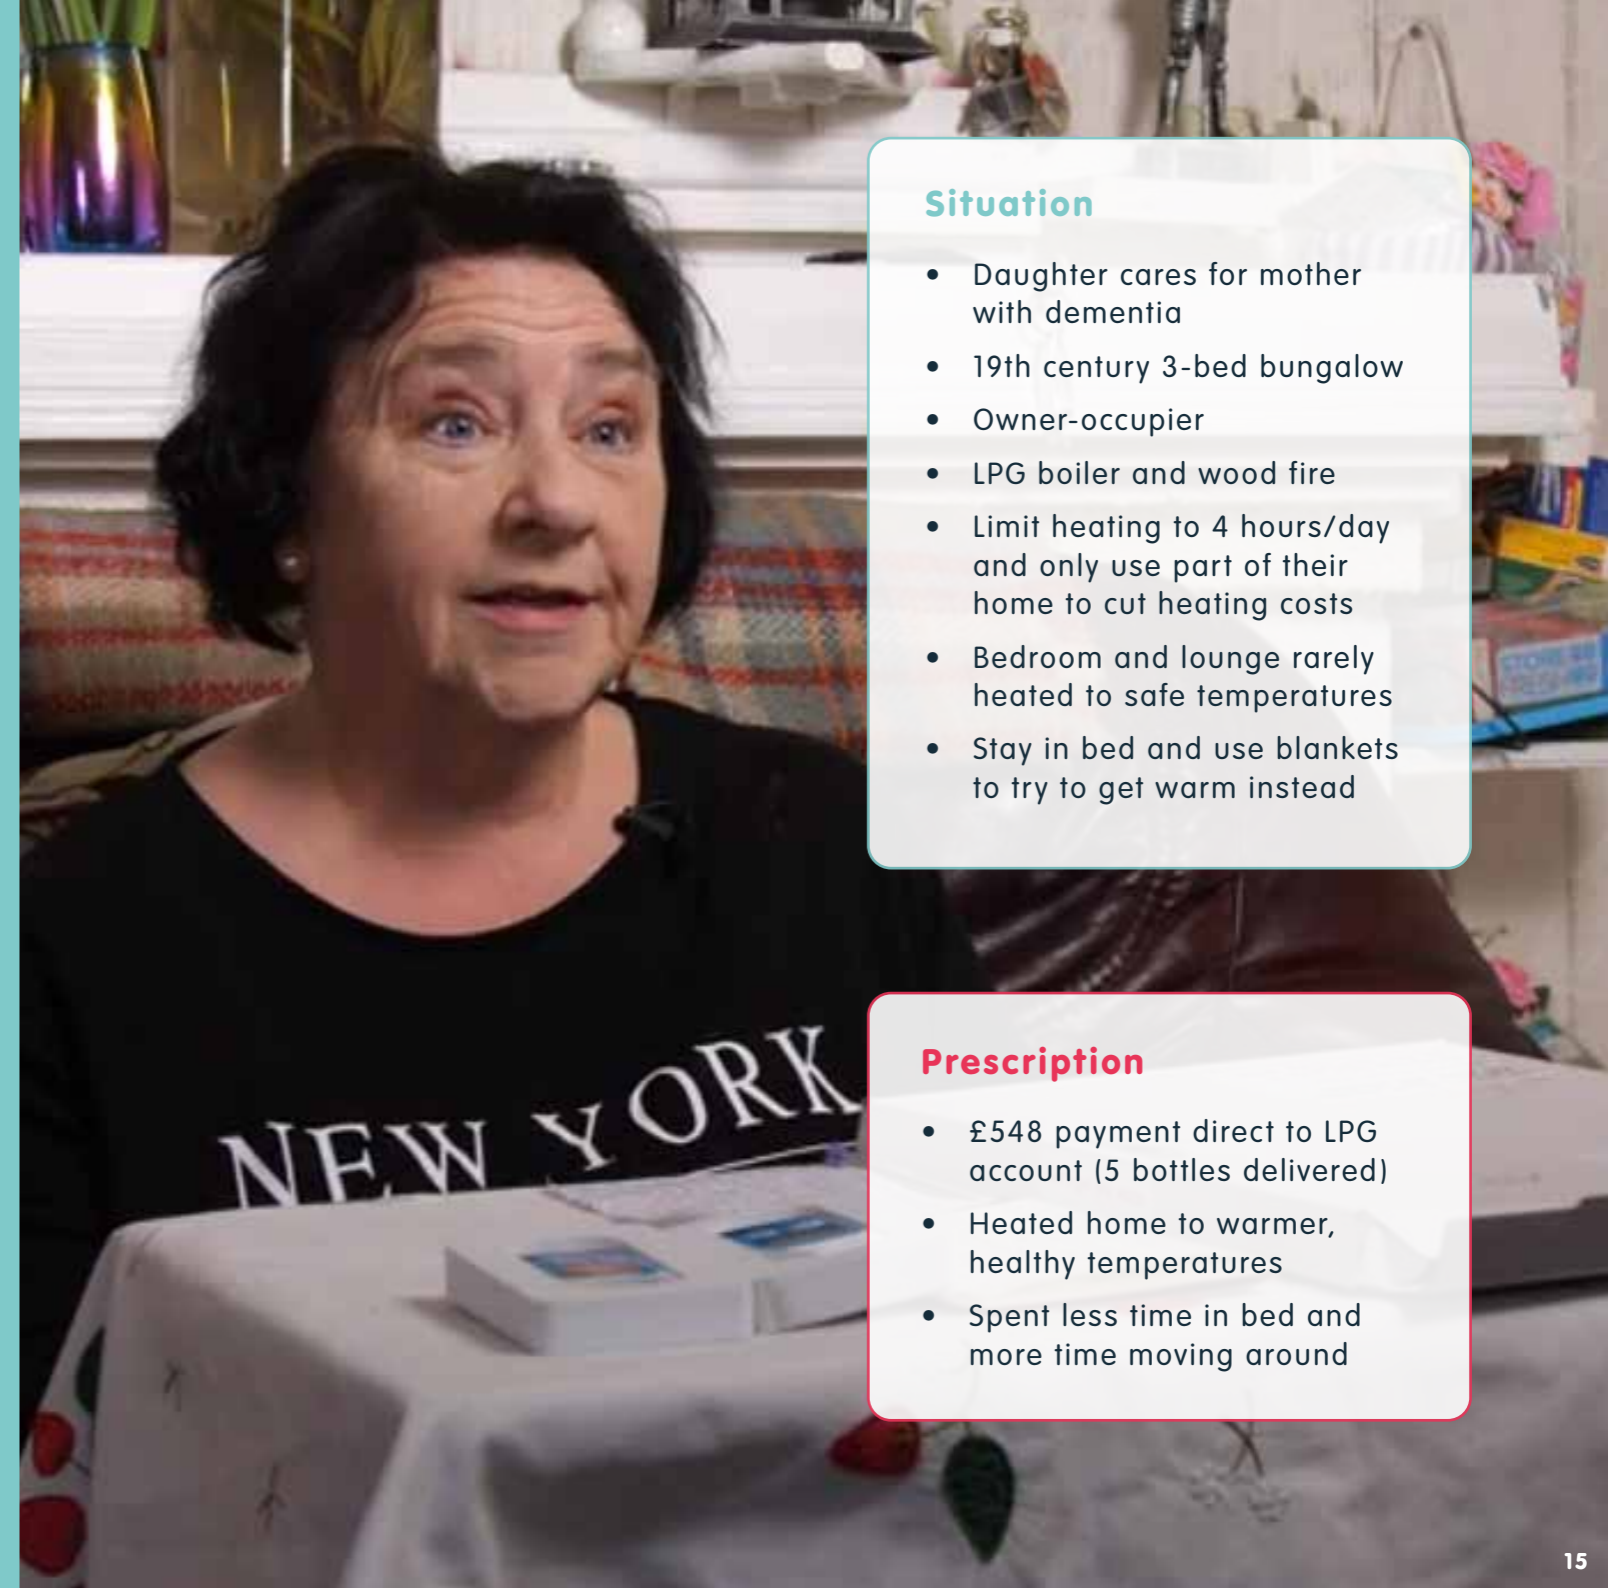 Situation
• Daughter cares for mother
with dementia
• 19th century 3-bed bungalow
• Owner-occupier
• LPG boiler and wood fire
• Limit heating to 4 hours/day
and only use part of their
home to cut heating costs
• Bedroom and lounge rarely
heated to safe temperatures
• Stay in bed and use blankets
to try to get warm instead
NEW YORK
Prescription
• £548 payment direct to LPG
account (5 bottles delivered)
• Heated home to warmer,
healthy temperatures
• Spent less time in bed and
more time moving around
15